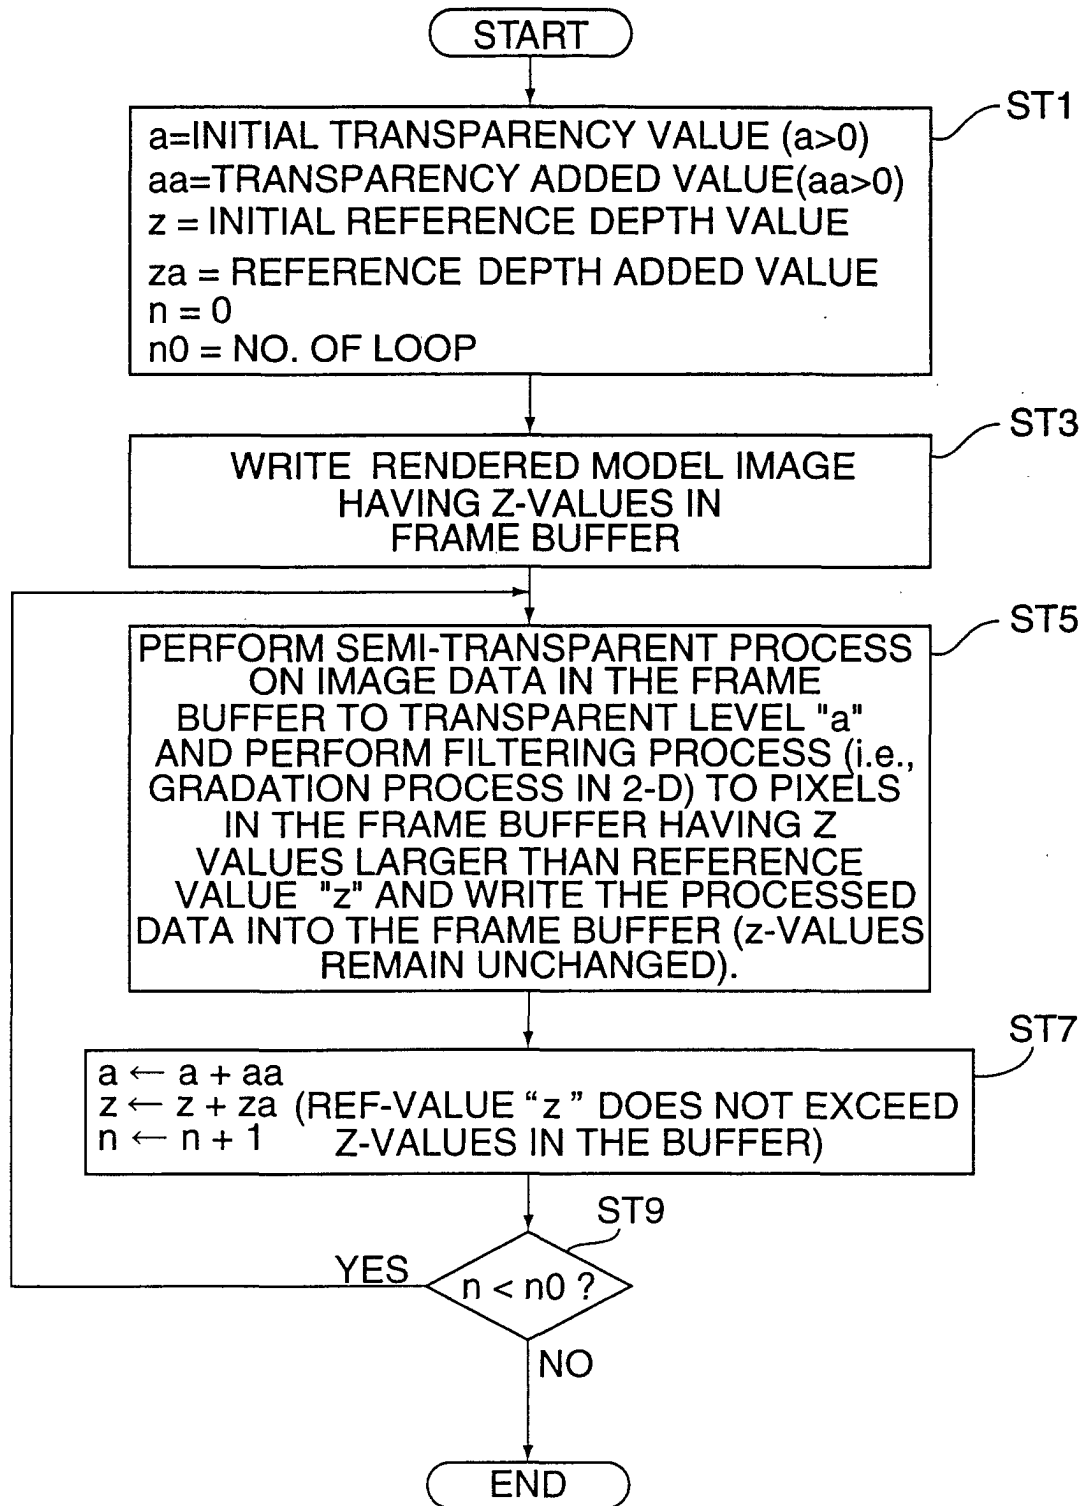 START
ST1
a=INITIAL TRANSPARENCY VALUE (a>0)
aa=TRANSPARENCY ADDED VALUE(aa>0)
z = INITIAL REFERENCE DEPTH VALUE
za = REFERENCE DEPTH ADDED VALUE
n = 0
n0 = NO. OF LOOP
ST3
WRITE RENDERED MODEL IMAGE
HAVING Z-VALUES IN
FRAME BUFFER
ST5
PERFORM SEMI-TRANSPARENT PROCESS
ON IMAGE DATA IN THE FRAME
BUFFER TO TRANSPARENT LEVEL "a"
AND PERFORM FILTERING PROCESS (i.e.,
GRADATION PROCESS IN 2-D) TO PIXELS
IN THE FRAME BUFFER HAVING Z
VALUES LARGER THAN REFERENCE
VALUE "z" AND WRITE THE PROCESSED
DATA INTO THE FRAME BUFFER (z-VALUES
REMAIN UNCHANGED).
ST7
a ← a + aa
z ← z + za (REF-VALUE “z” DOES NOT EXCEED
n ← n + 1 Z-VALUES IN THE BUFFER)
ST9
YES
n < n0 ?
NO
END